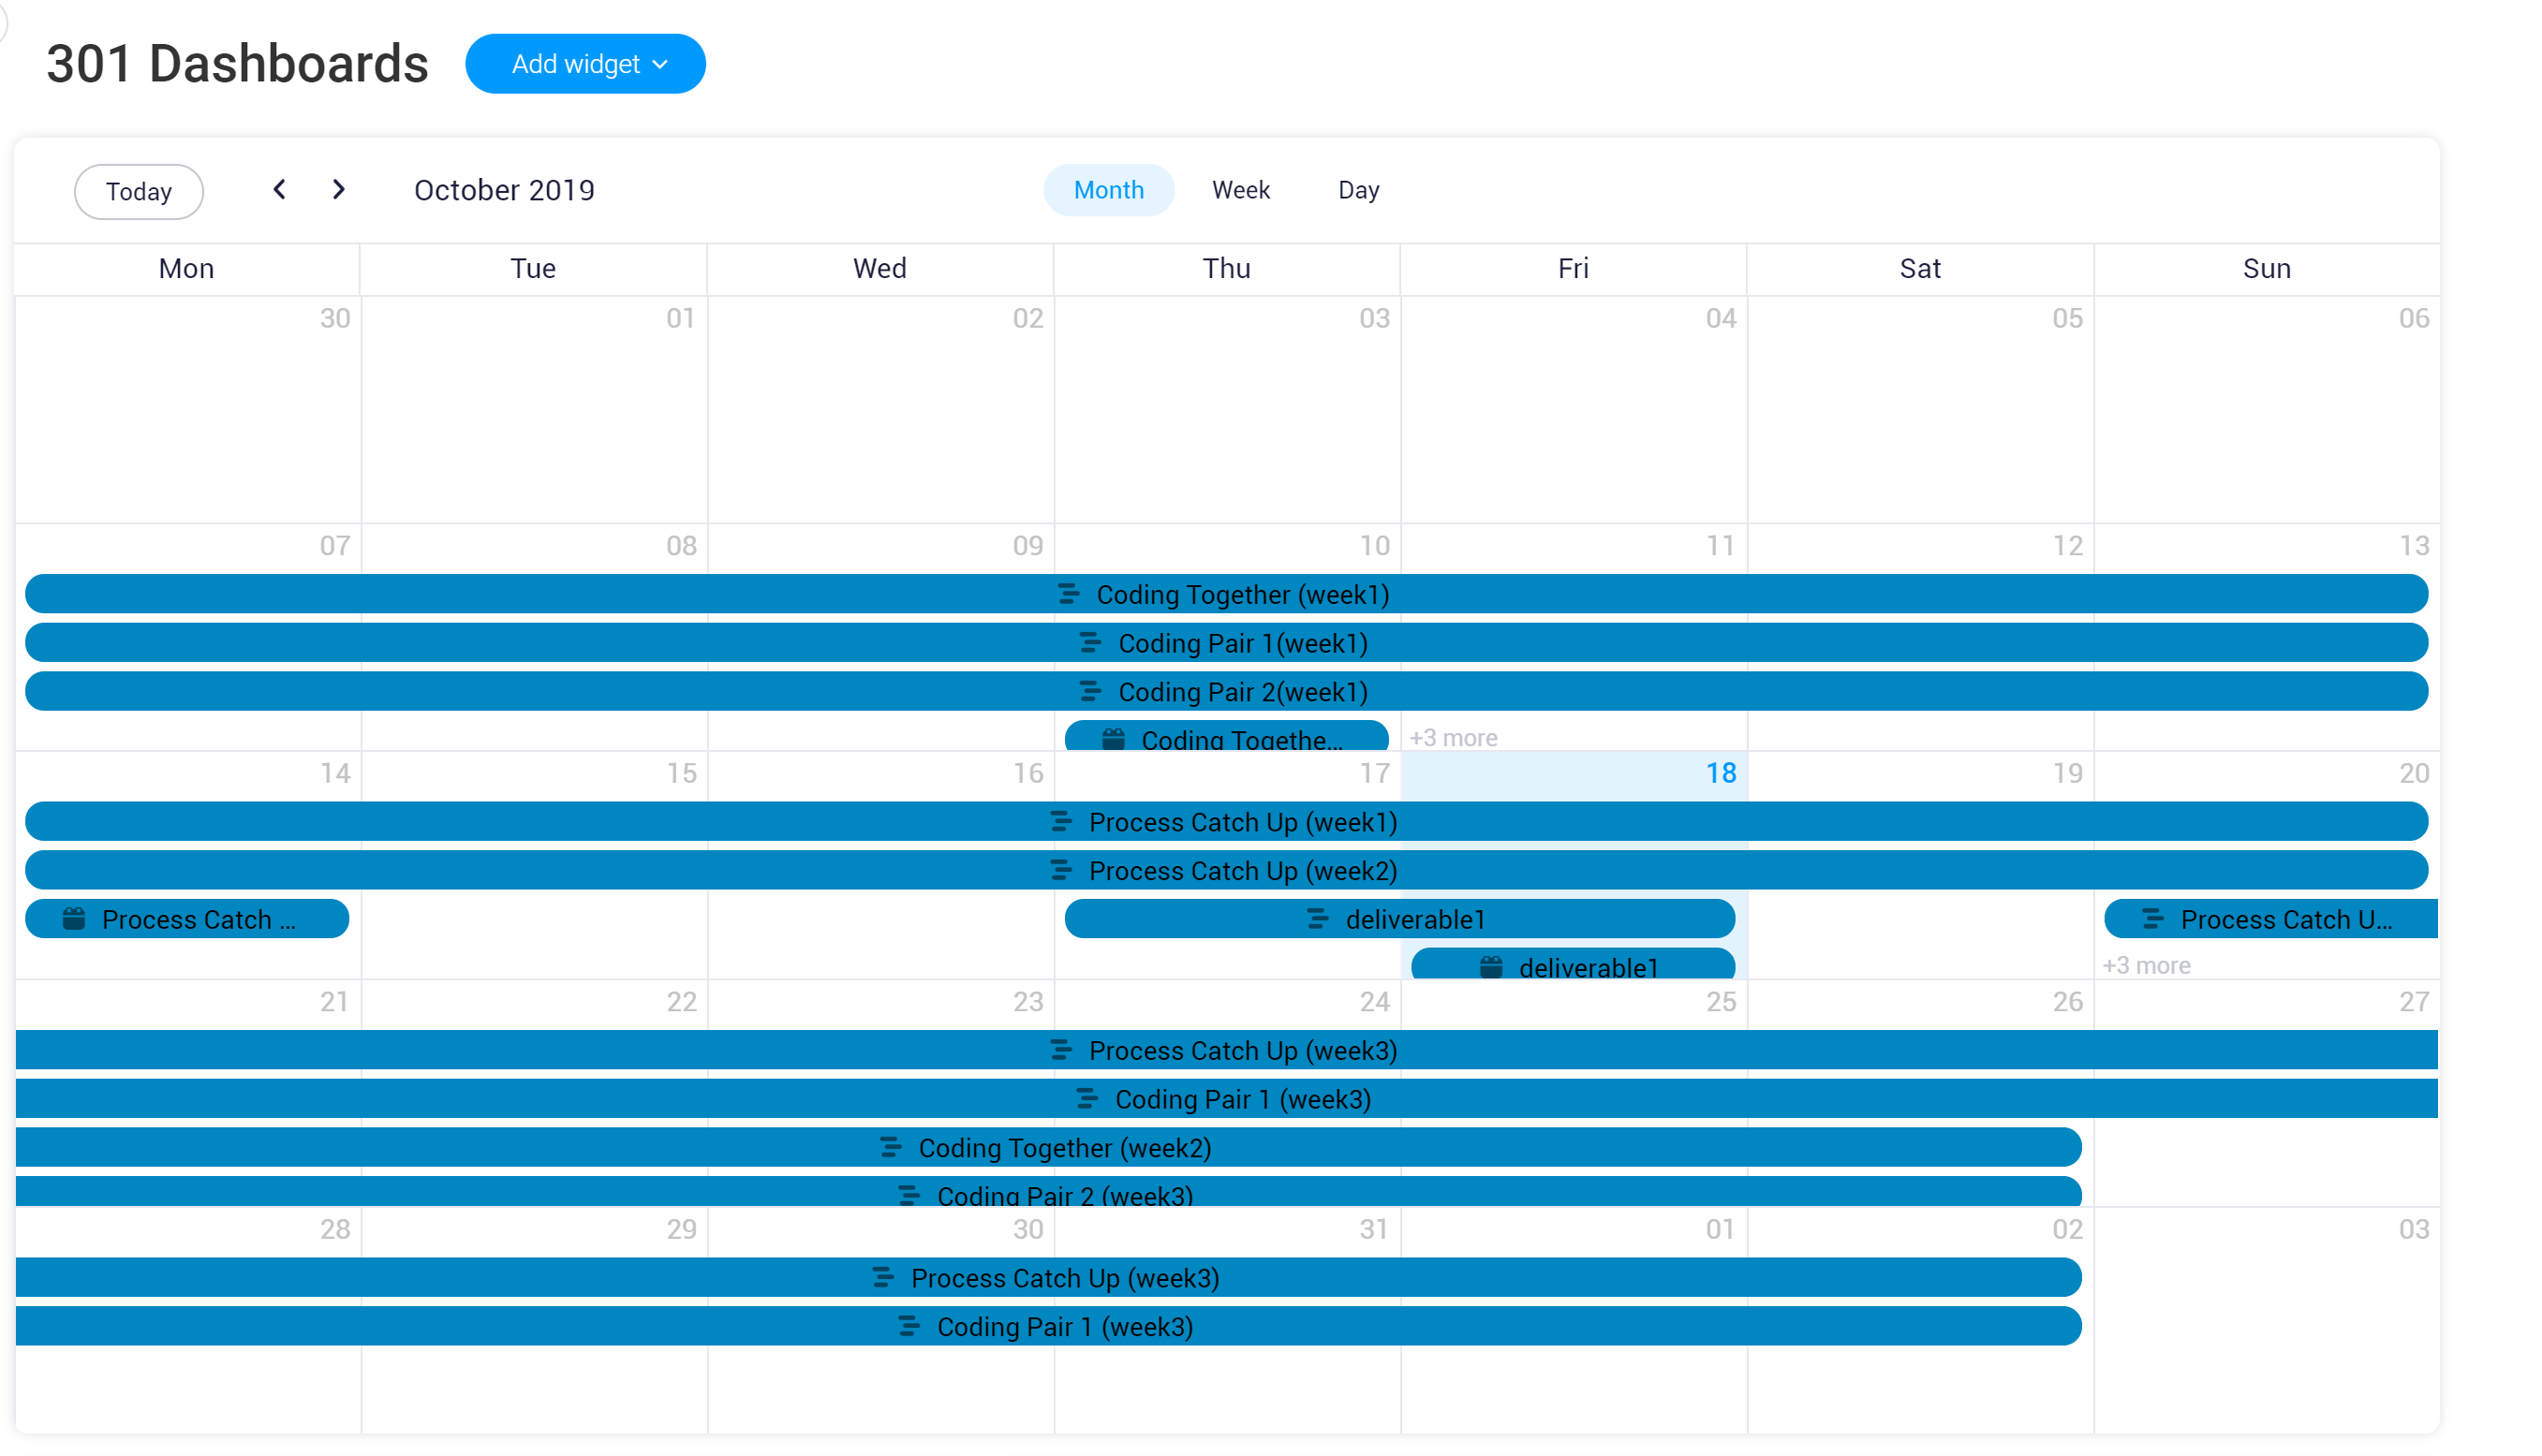 301 Dashboards Add widget
Today October 2019 Month Week Day
Mon Tue Wed Thu Fri Sat Sun
30 01 02 03 04 05 06
07 08 09 10 11 12 13
Coding Together (week1)
Coding Pair 1(week1)
Coding Pair 2(week1)
Coding Togethe... +3 more
14 15 16 17 18 19 20
Process Catch Up (week1)
Process Catch Up (week2)
Process Catch ... deliverable1 Process Catch U...
deliverable1 +3 more
21 22 23 24 25 26 27
Process Catch Up (week3)
Coding Pair 1 (week3)
Coding Together (week2)
Coding Pair 2 (week3)
28 29 30 31 01 02 03
Process Catch Up (week3)
Coding Pair 1 (week3)